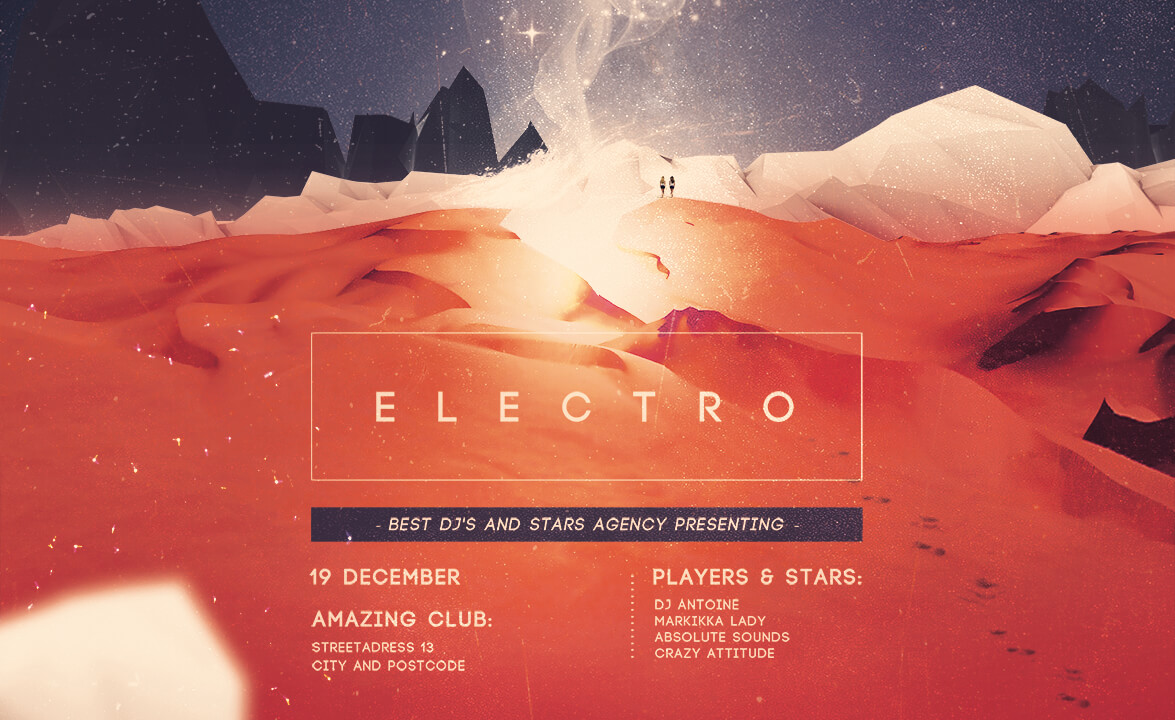 ELECTRO
- BEST DJ'S AND STARS AGENCY PRESENTING -
19 DECEMBER
AMAZING CLUB:
STREETADRESS 13
CITY AND POSTCODE
PLAYERS & STARS:
DJ ANTOINE
MARKIKKA LADY
ABSOLUTE SOUNDS
CRAZY ATTITUDE